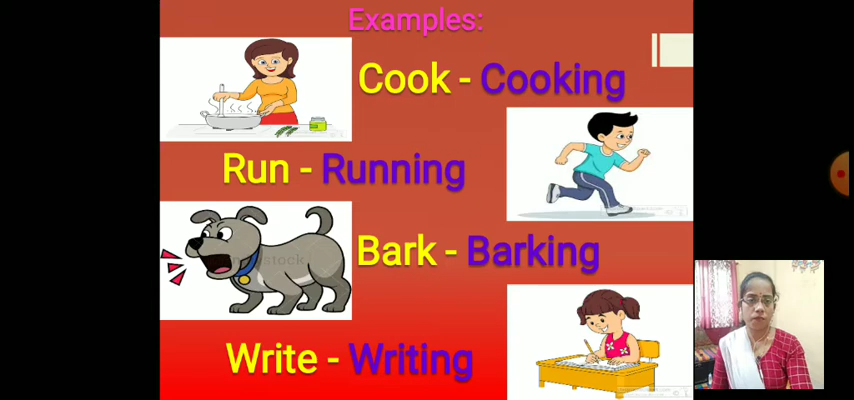 Examples:
Cook - Cooking
Run - Running
Bark - Barking
Write - Writing